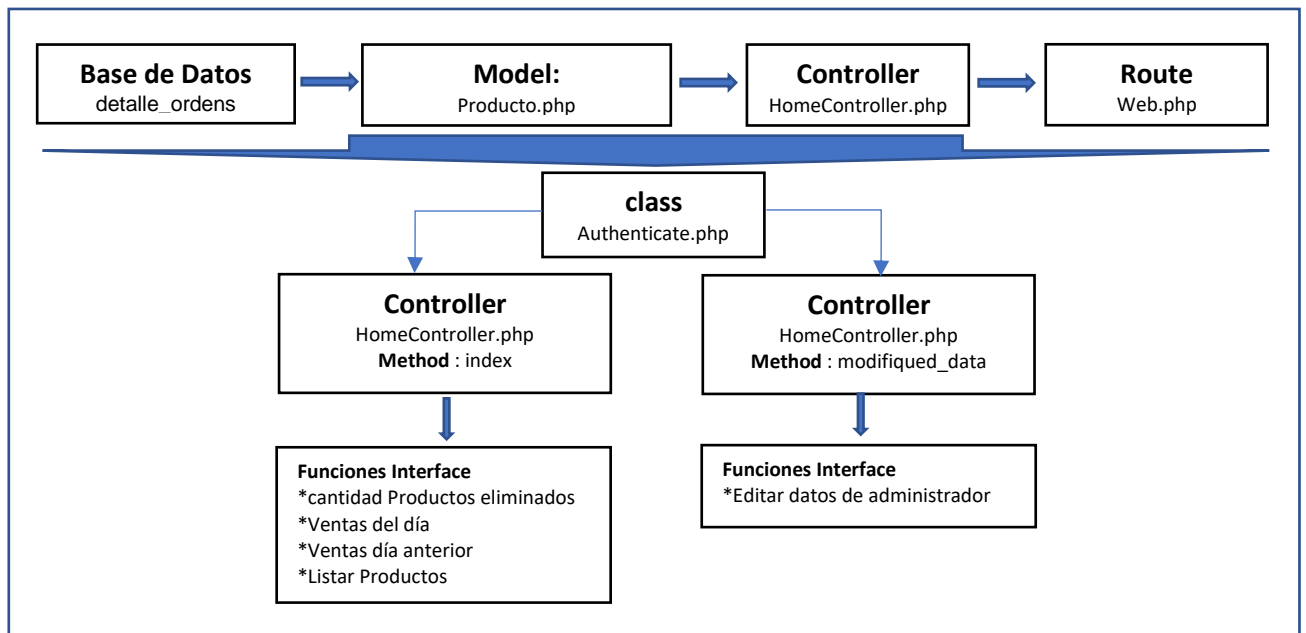 Base de Datos
detalle_ordens
Model:
Producto.php
Controller
HomeController.php
Route
Web.php
class
Authenticate.php
Controller
HomeController.php
Method : index
Controller
HomeController.php
Method : modifiqued_data
Funciones Interface
*cantidad Productos eliminados
*Ventas del día
*Ventas día anterior
*Listar Productos
Funciones Interface
*Editar datos de administrador